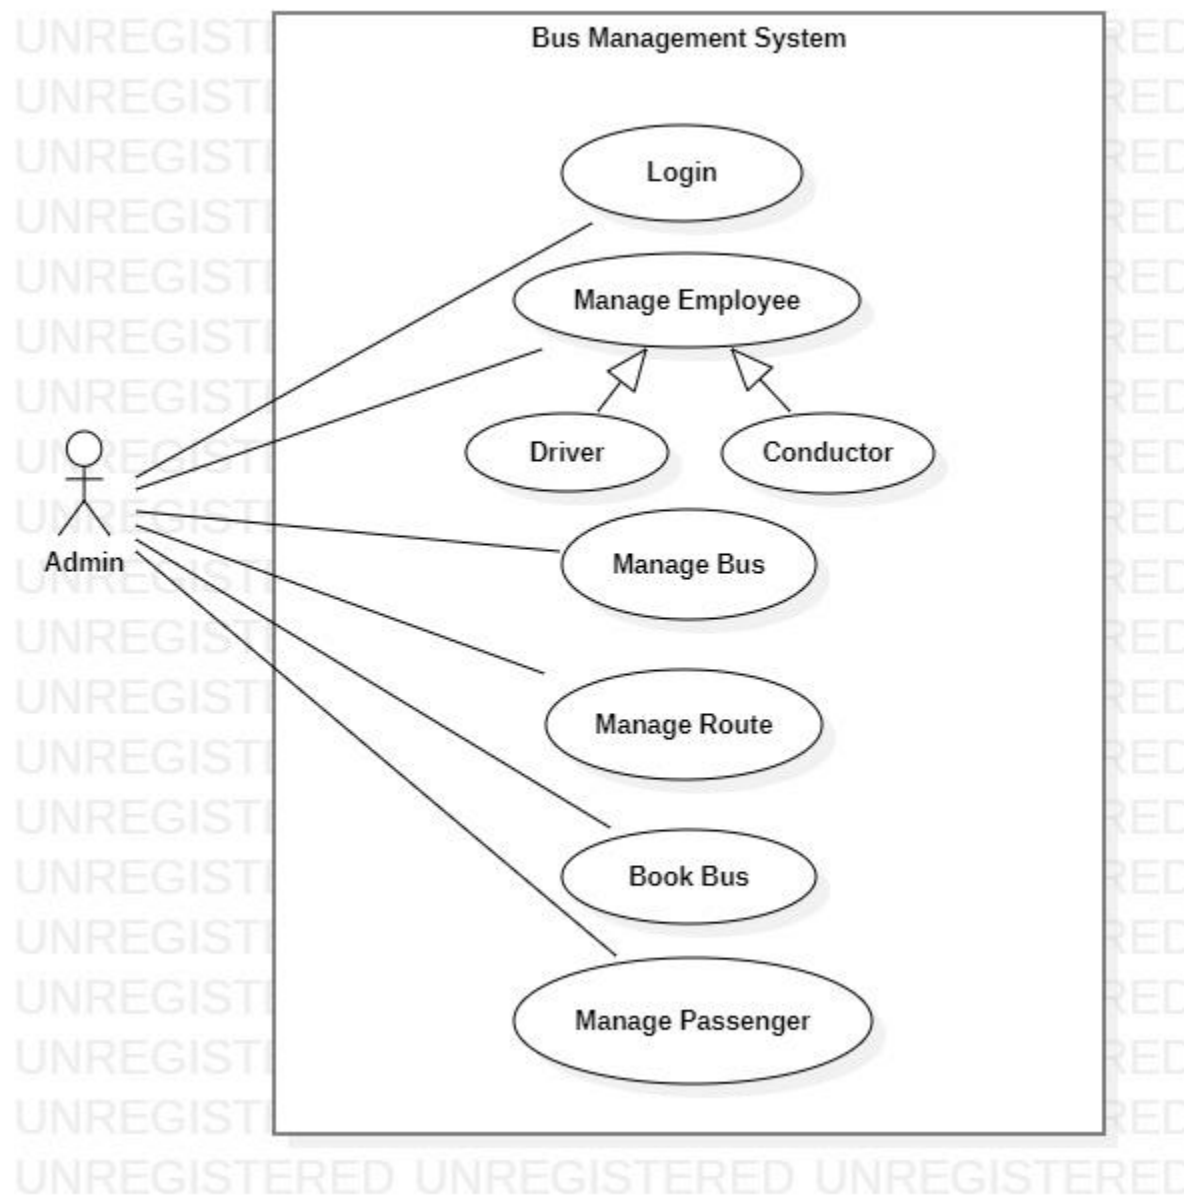 Bus Management System
Login
Manage Employee
Driver
Conductor
Admin
Manage Bus
Manage Route
Book Bus
Manage Passenger
UNREGISTERED UNREGISTERED UNREGISTERED